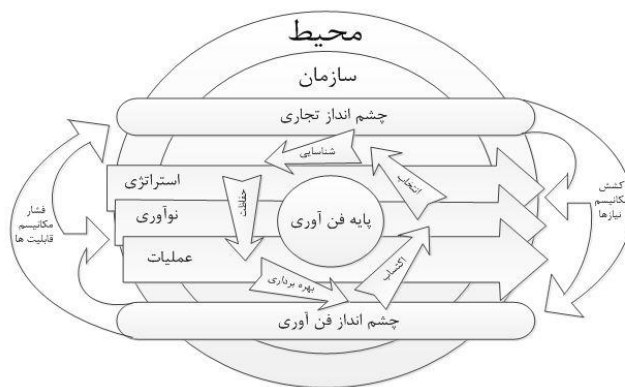 محیط
سازمان
چشم انداز تجاری
شناسایی
انتخاب
استراتژی
حفاظت
نوآوری
پایه فن آوری
عملیات
اکتساب
بهره برداری
چشم انداز فن آوری
کشش
مکانیسم
نیازها
فشار
مکانیسم
قابلیت ها